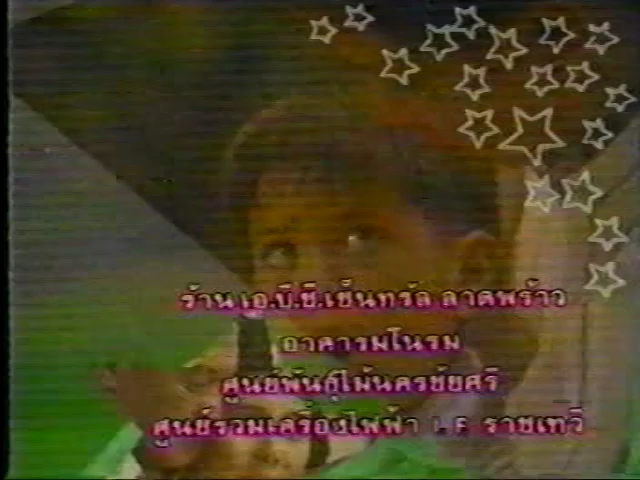 ร้าน เอ.บี.ซี.เซ็นทรัล ลาดพร้าว
อาคารมโนรม
ศูนย์พันธุ์ไม้นครชัยศรี
ศูนย์รวมเครื่องไฟฟ้า I.F ราชเทวี